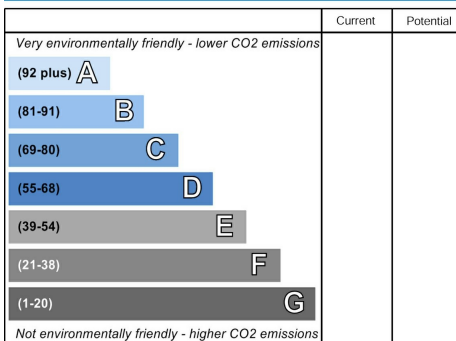 Current Potential
Very environmentally friendly - lower CO2 emissions
(92 plus) A
(81-91) B
(69-80) C
(55-68) D
(39-54) E
(21-38) F
(1-20) G
Not environmentally friendly - higher CO2 emissions